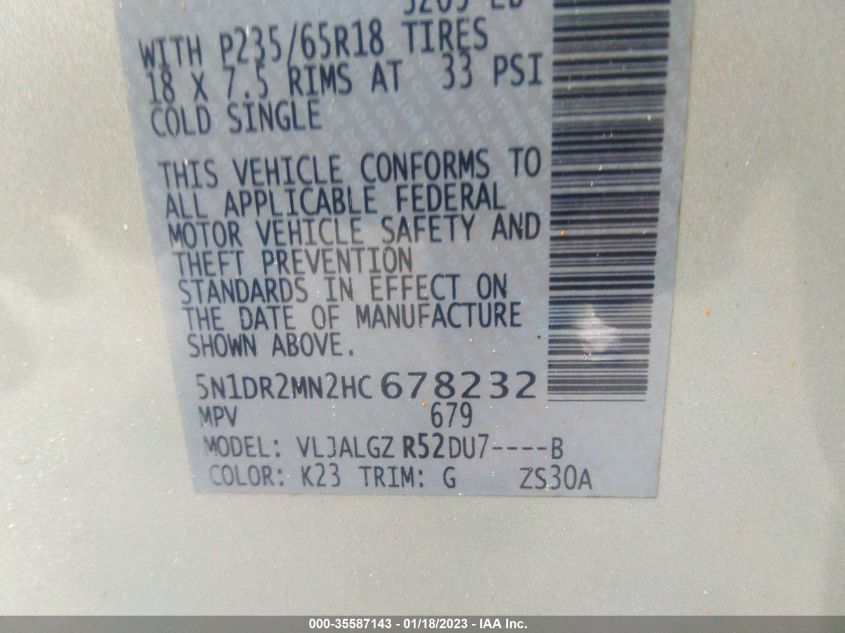 WITH P235/65R18 TIRES
18 X 7.5 RIMS AT 33 PSI
COLD SINGLE
THIS VEHICLE CONFORMS TO
ALL APPLICABLE FEDERAL
MOTOR VEHICLE SAFETY AND
THEFT PREVENTION
STANDARDS IN EFFECT ON
THE DATE OF MANUFACTURE
SHOWN ABOVE.
5N1DR2MN2HC678232
MPV 679
MODEL: VLJALGZ R52DU7----B
COLOR: K23 TRIM: G ZS30A
000-35587143 - 01/18/2023 - IAA Inc.